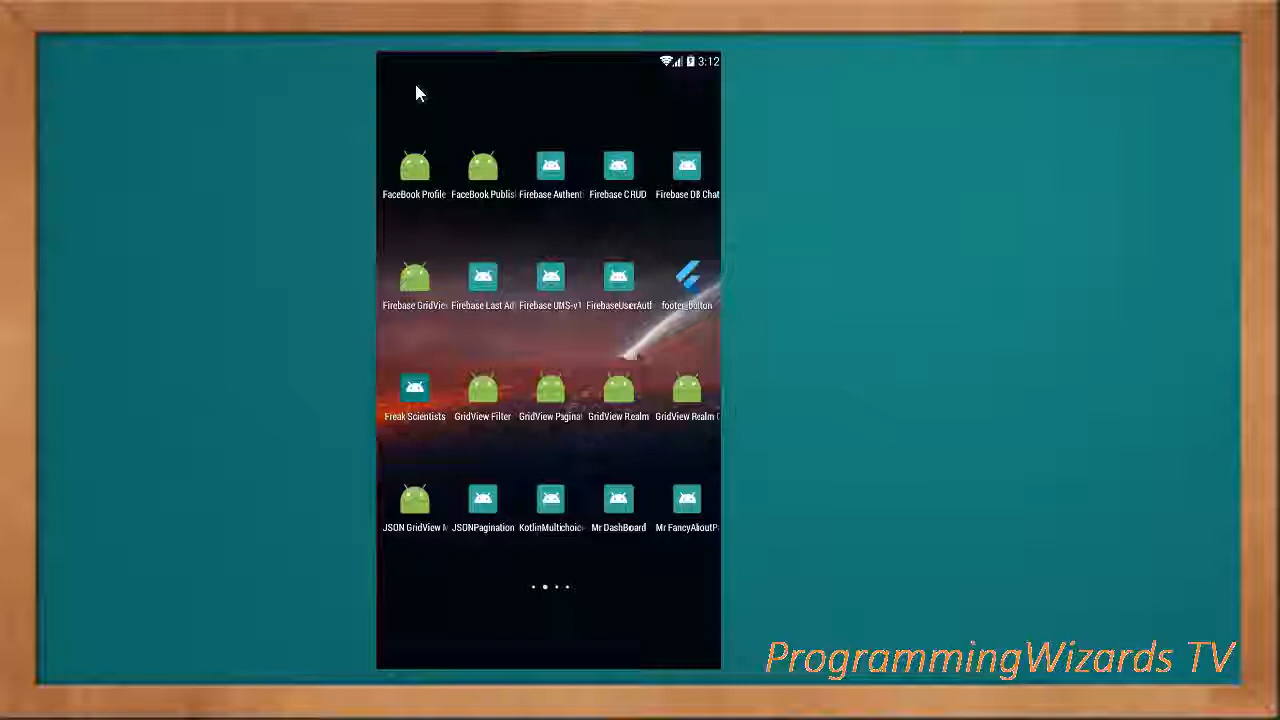 3:12
FaceBook Profile FaceBook Publis Firebase Authent Firebase CRUD Firebase DB Chat
Firebase GridVie Firebase Last Ad Firebase UMS-v1 FirebaseUserAuth footer_button
Freak Scientists GridView Filter GridView Pagina GridView Realm GridView Realm
JSON GridView JSONPagination KotlinMultichoic Mr DashBoard Mr FancyAboutP
ProgrammingWizards TV